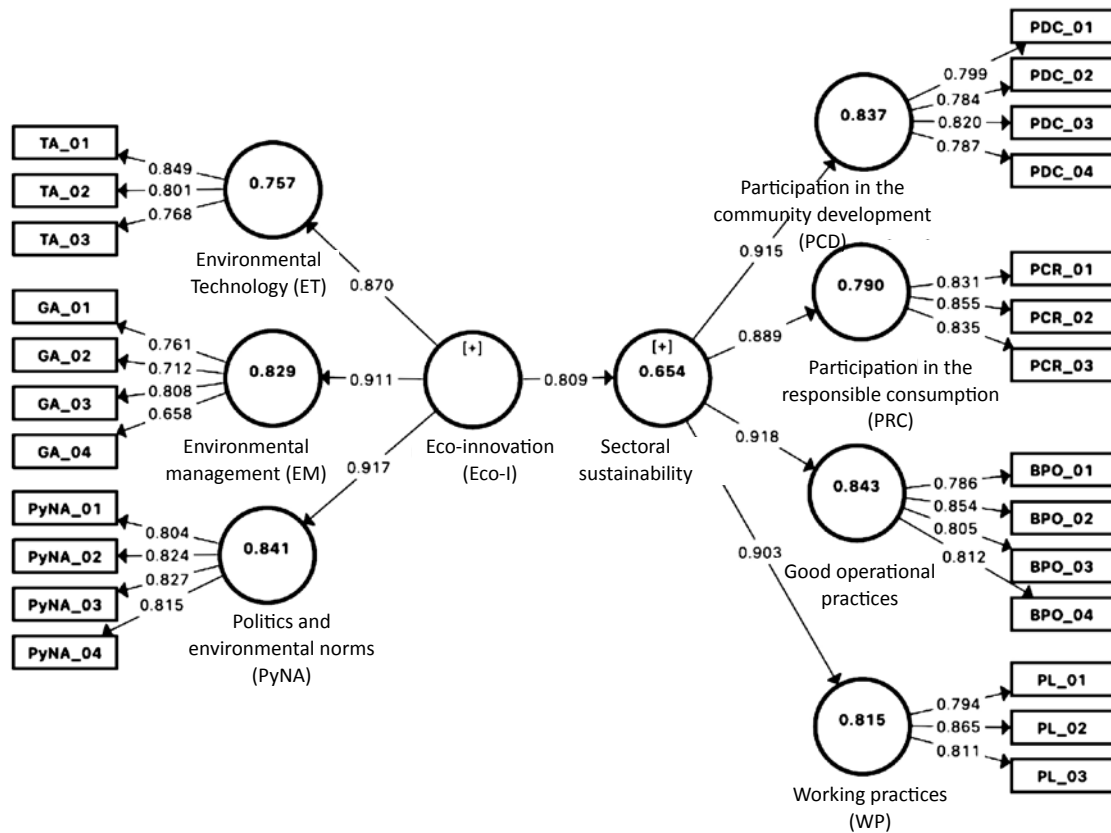 TA_01
TA_02
TA_03
0.849
0.801
0.768
0.757
Environmental
Technology (ET)
0.870
GA_01
GA_02
GA_03
GA_04
0.761
0.712
0.808
0.658
0.829
Environmental
management (EM)
0.911
PyNA_01
PyNA_02
PyNA_03
PyNA_04
0.804
0.824
0.827
0.815
0.841
Politics and
environmental norms
(PyNA)
0.917
[+]
Eco-innovation
(Eco-I)
0.809
[+]
0.654
Sectoral
sustainability
0.915
0.837
Participation in the
community development
(PCD)
0.799
0.784
0.820
0.787
PDC_01
PDC_02
PDC_03
PDC_04
0.889
0.790
Participation in the
responsible consumption
(PRC)
0.831
0.855
0.835
PCR_01
PCR_02
PCR_03
0.918
0.843
Good operational
practices
0.786
0.854
0.805
0.812
BPO_01
BPO_02
BPO_03
BPO_04
0.903
0.815
Working practices
(WP)
0.794
0.865
0.811
PL_01
PL_02
PL_03